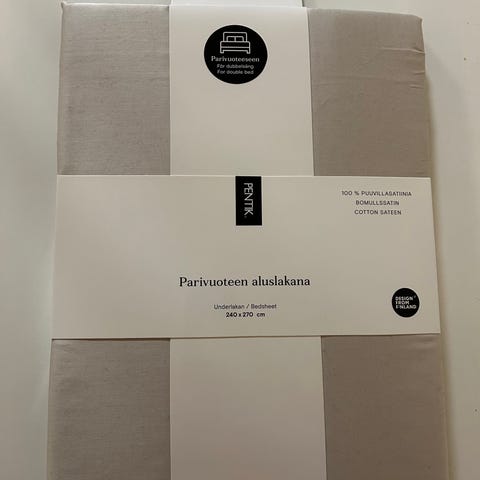 Parivuoteeseen
För dubbelsäng
For double bed
PENTIK
100 % PUUVILLASATIINIA
BOMULLSSATIN
COTTON SATEEN
Parivuoteen aluslakana
Underlakan / Bedsheet
240 x 270 cm
DESIGN
FROM
FINLAND